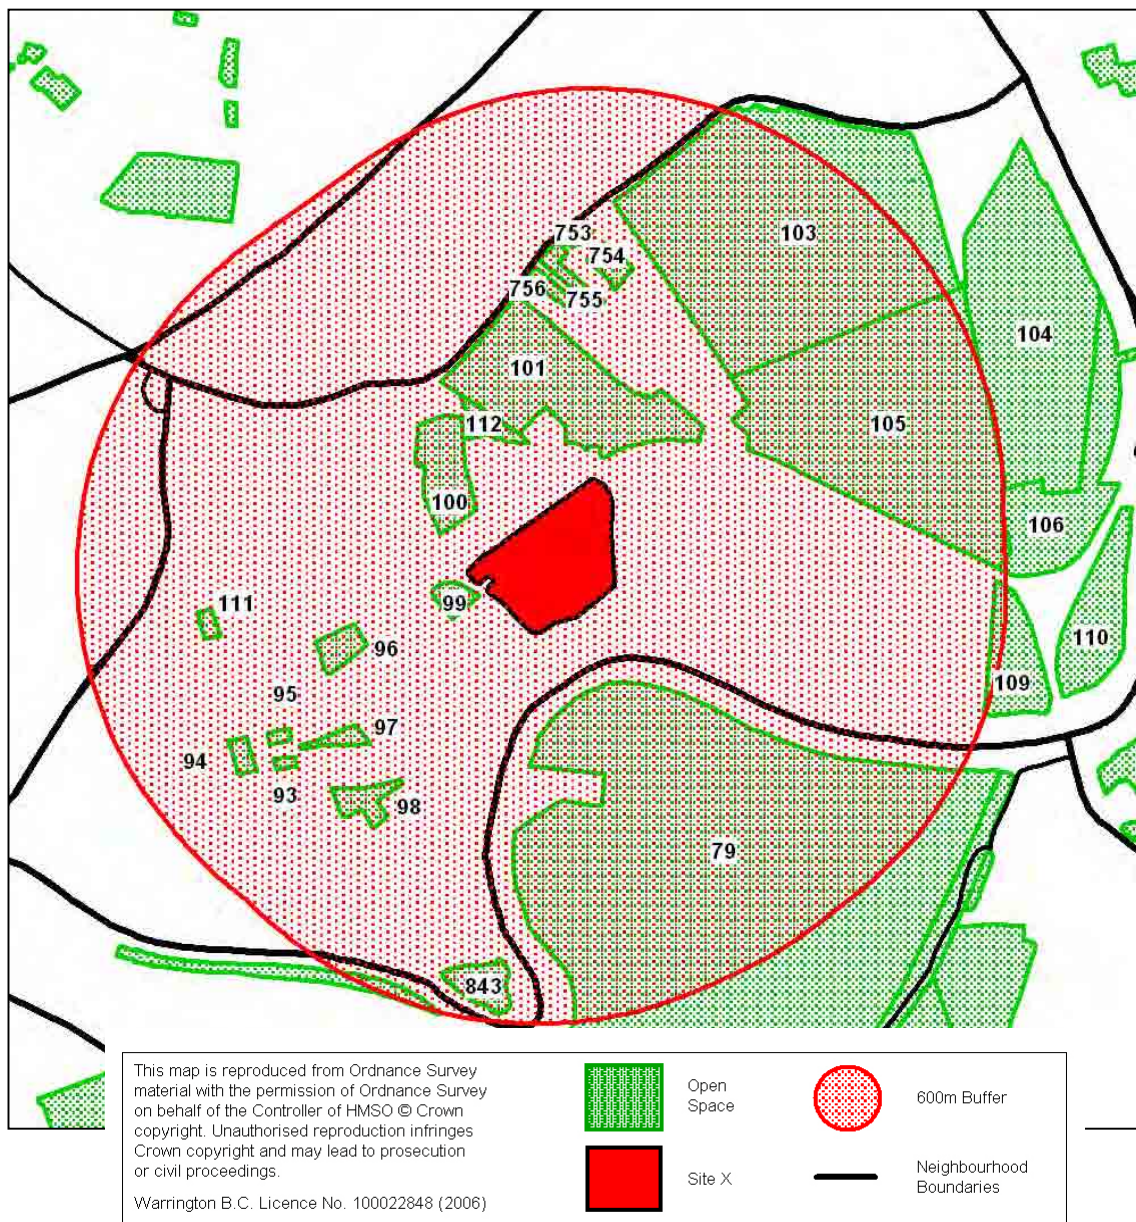 103
753
754
756
755
104
101
112
105
100
106
99
111
110
96
109
95
97
94
93
98
79
843
This map is reproduced from Ordnance Survey
material with the permission of Ordnance Survey
on behalf of the Controller of HMSO © Crown
copyright. Unauthorised reproduction infringes
Crown copyright and may lead to prosecution
or civil proceedings.
Warrington B.C. Licence No. 100022848 (2006)
Open
Space
600m Buffer
Site X
Neighbourhood
Boundaries